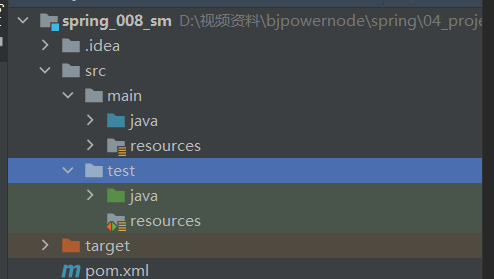 spring_008_sm D:\视频资料\bjpowernode\spring\04_proje
.idea
src
main
java
resources
test
java
resources
target
pom.xml